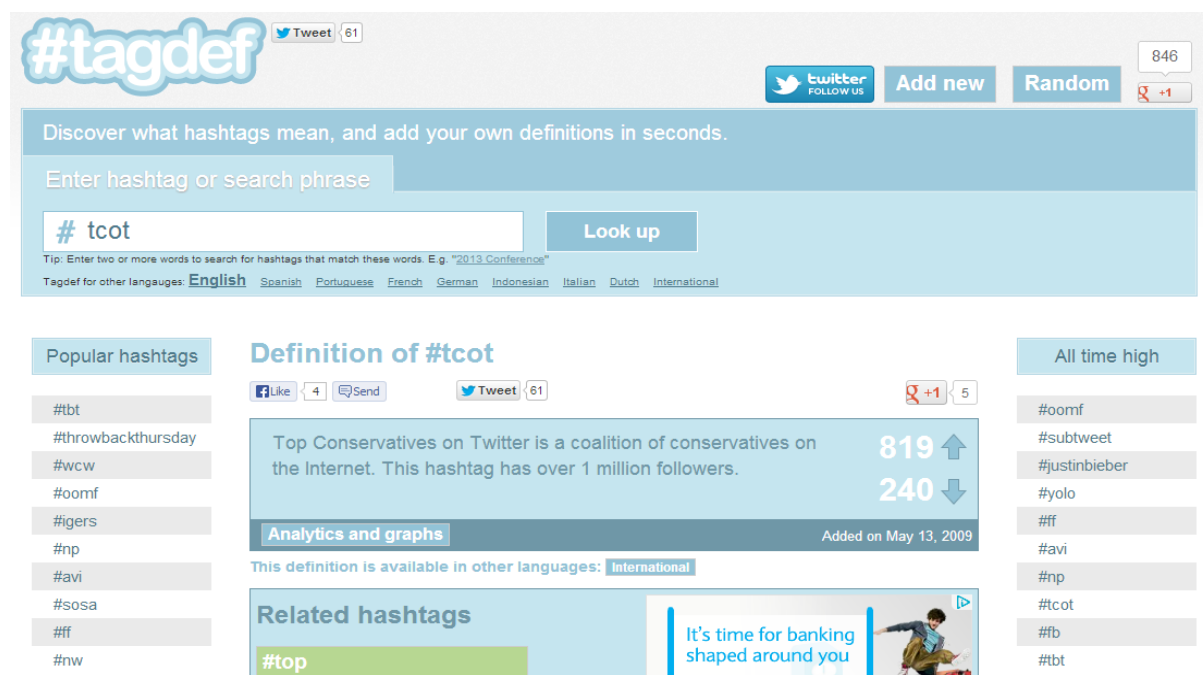 #tagdef
Tweet 61
twitter
FOLLOW US
Add new
Random
846
+1
Discover what hashtags mean, and add your own definitions in seconds.
Enter hashtag or search phrase
# tcot
Look up
Tip: Enter two or more words to search for hashtags that match these words. E.g. "2013 Conference"
Tagdef for other langauges: English Spanish Portuguese French German Indonesian Italian Dutch International
Popular hashtags
#tbt
#throwbackthursday
#wcw
#oomf
#igers
#np
#avi
#sosa
#ff
#nw
Definition of #tcot
Like 4 Send
Tweet 61
+1 5
Top Conservatives on Twitter is a coalition of conservatives on
the Internet. This hashtag has over 1 million followers.
819
240
Analytics and graphs
Added on May 13, 2009
This definition is available in other languages: International
Related hashtags
#top
It's time for banking
shaped around you
All time high
#oomf
#subtweet
#justinbieber
#yolo
#ff
#avi
#np
#tcot
#fb
#tbt